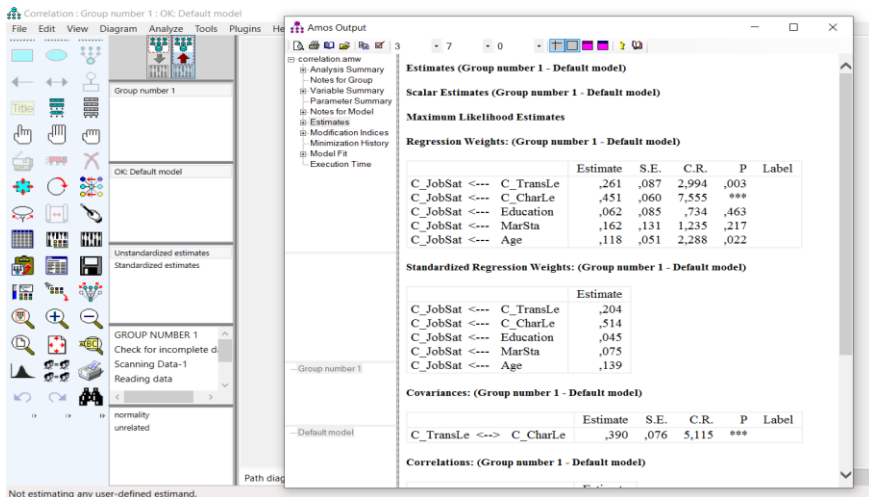 Correlation : Group number 1 : OK: Default model
File Edit View Diagram Analyze Tools Plugins He
Title
Group number 1
OK: Default model
Unstandardized estimates
Standardized estimates
GROUP NUMBER 1
Check for incomplete d
Scanning Data-1
Reading data
normality
unrelated
Path diag
Not estimating any user-defined estimand.
Amos Output
3 7 0
correlation.amw
Analysis Summary
Notes for Group
Variable Summary
Parameter Summary
Notes for Model
Estimates
Modification Indices
Minimization History
Model Fit
Execution Time
Group number 1
Default model
Estimates (Group number 1 - Default model)
Scalar Estimates (Group number 1 - Default model)
Maximum Likelihood Estimates
Regression Weights: (Group number 1 - Default model)
Estimate S.E. C.R. P Label
C_JobSat <--- C_TransLe ,261 ,087 2,994 ,003
C_JobSat <--- C_CharLe ,451 ,060 7,555 ***
C_JobSat <--- Education ,062 ,085 ,734 ,463
C_JobSat <--- MarSta ,162 ,131 1,235 ,217
C_JobSat <--- Age ,118 ,051 2,288 ,022
Standardized Regression Weights: (Group number 1 - Default model)
Estimate
C_JobSat <--- C_TransLe ,204
C_JobSat <--- C_CharLe ,514
C_JobSat <--- Education ,045
C_JobSat <--- MarSta ,075
C_JobSat <--- Age ,139
Covariances: (Group number 1 - Default model)
Estimate S.E. C.R. P Label
C_TransLe <--> C_CharLe ,390 ,076 5,115 ***
Correlations: (Group number 1 - Default model)